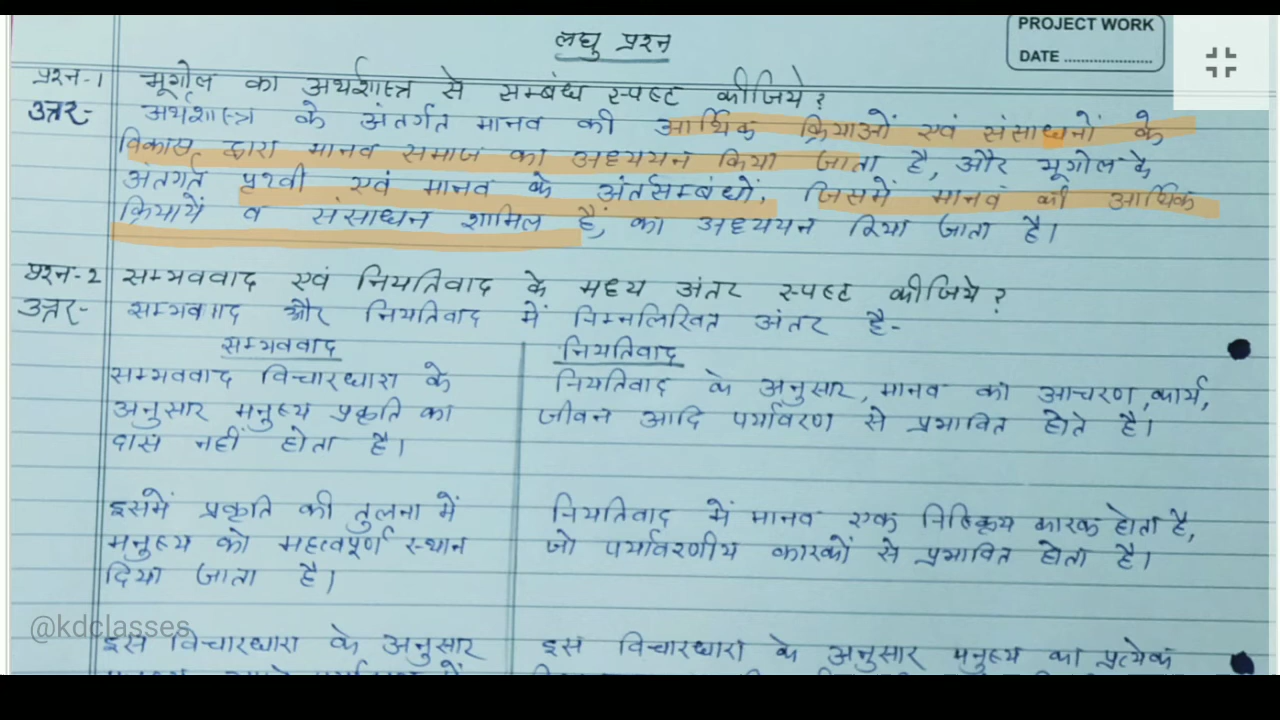 लघु प्रश्न
PROJECT WORK
DATE ........................
प्रश्न-1 भूगोल का अर्थशास्त्र से सम्बंध स्पष्ट कीजिये?
उत्तर- अर्थशास्त्र के अंतर्गत मानव की आर्थिक क्रियाओं एवं संसाधनों के
विकास द्वारा मानव समाज का अध्ययन किया जाता है, और भूगोल के
अंतर्गत पृथ्वी एवं मानव के अंर्तसम्बंधों, जिसमें मानव की आर्थिक
क्रियायें व संसाधन शामिल हैं, का अध्ययन किया जाता है।
प्रश्न-2 सम्भववाद एवं नियतिवाद के मध्य अंतर स्पष्ट कीजिये?
उत्तर- सम्भववाद और नियतिवाद में निम्नलिखित अंतर है-
सम्भववाद नियतिवाद
सम्भववाद विचारधारा के
अनुसार मनुष्य प्रकृति का
दास नहीं होता है।
नियतिवाद के अनुसार, मानव का आचरण, कार्य,
जीवन आदि पर्यावरण से प्रभावित होते है।
इसमें प्रकृति की तुलना में
मनुष्य को महत्वपूर्ण स्थान
दिया जाता है।
नियतिवाद में मानव एक निष्क्रिय कारक होता है,
जो पर्यावरणीय कारकों से प्रभावित होता है।
@kdclasses
इस विचारधारा के अनुसार
इस विचारधारा के अनुसार मनुष्य का प्रत्येक